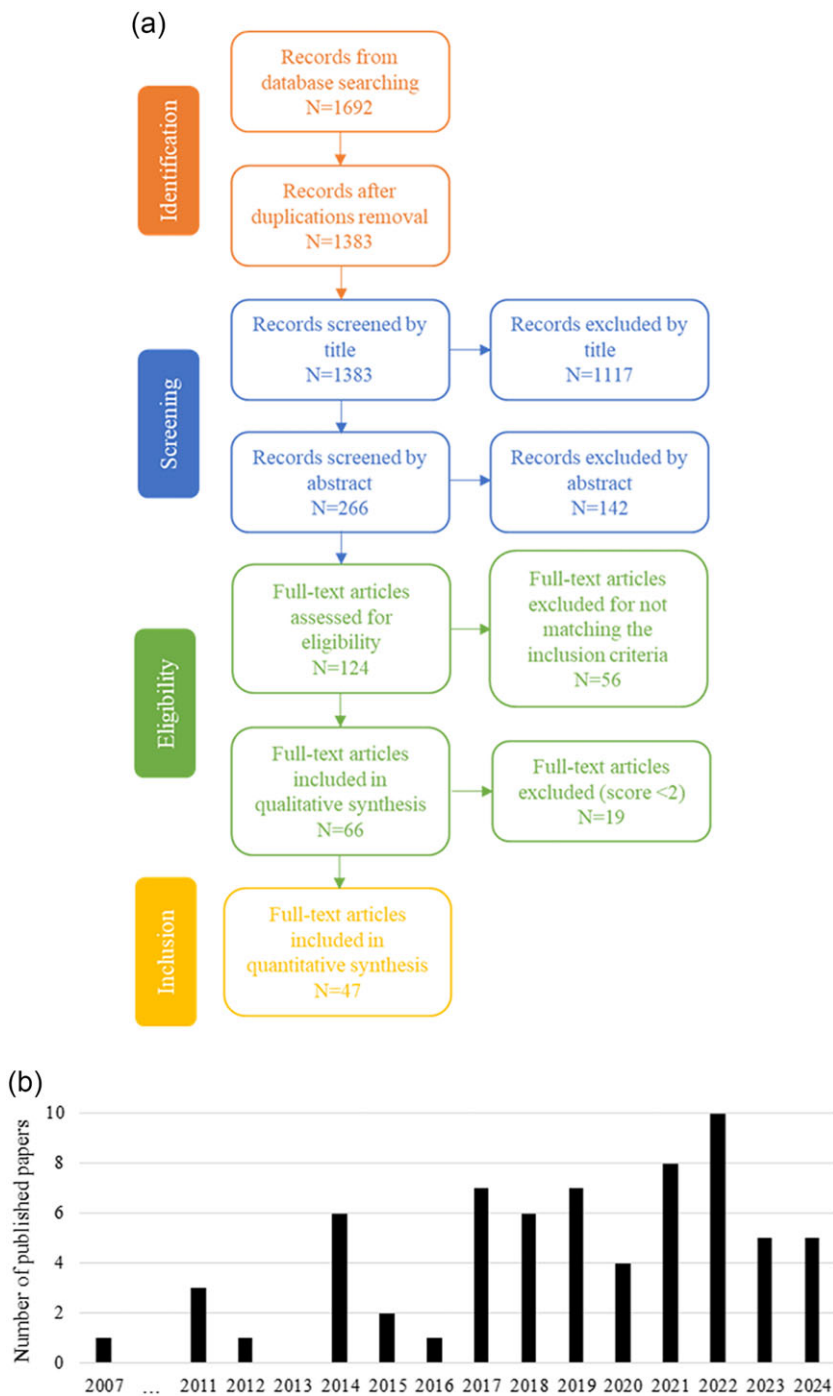 (a)
Identification
Records from
database searching
N=1692
Records after
duplications removal
N=1383
Screening
Records screened by
title
N=1383
Records excluded by
title
N=1117
Records screened by
abstract
N=266
Records excluded by
abstract
N=142
Eligibility
Full-text articles
assessed for
eligibility
N=124
Full-text articles
excluded for not
matching the
inclusion criteria
N=56
Full-text articles
included in
qualitative synthesis
N=66
Full-text articles
excluded (score <2)
N=19
Inclusion
Full-text articles
included in
quantitative synthesis
N=47
(b)
Number of published papers
10
8
6
4
2
0
2007 ... 2011 2012 2013 2014 2015 2016 2017 2018 2019 2020 2021 2022 2023 2024